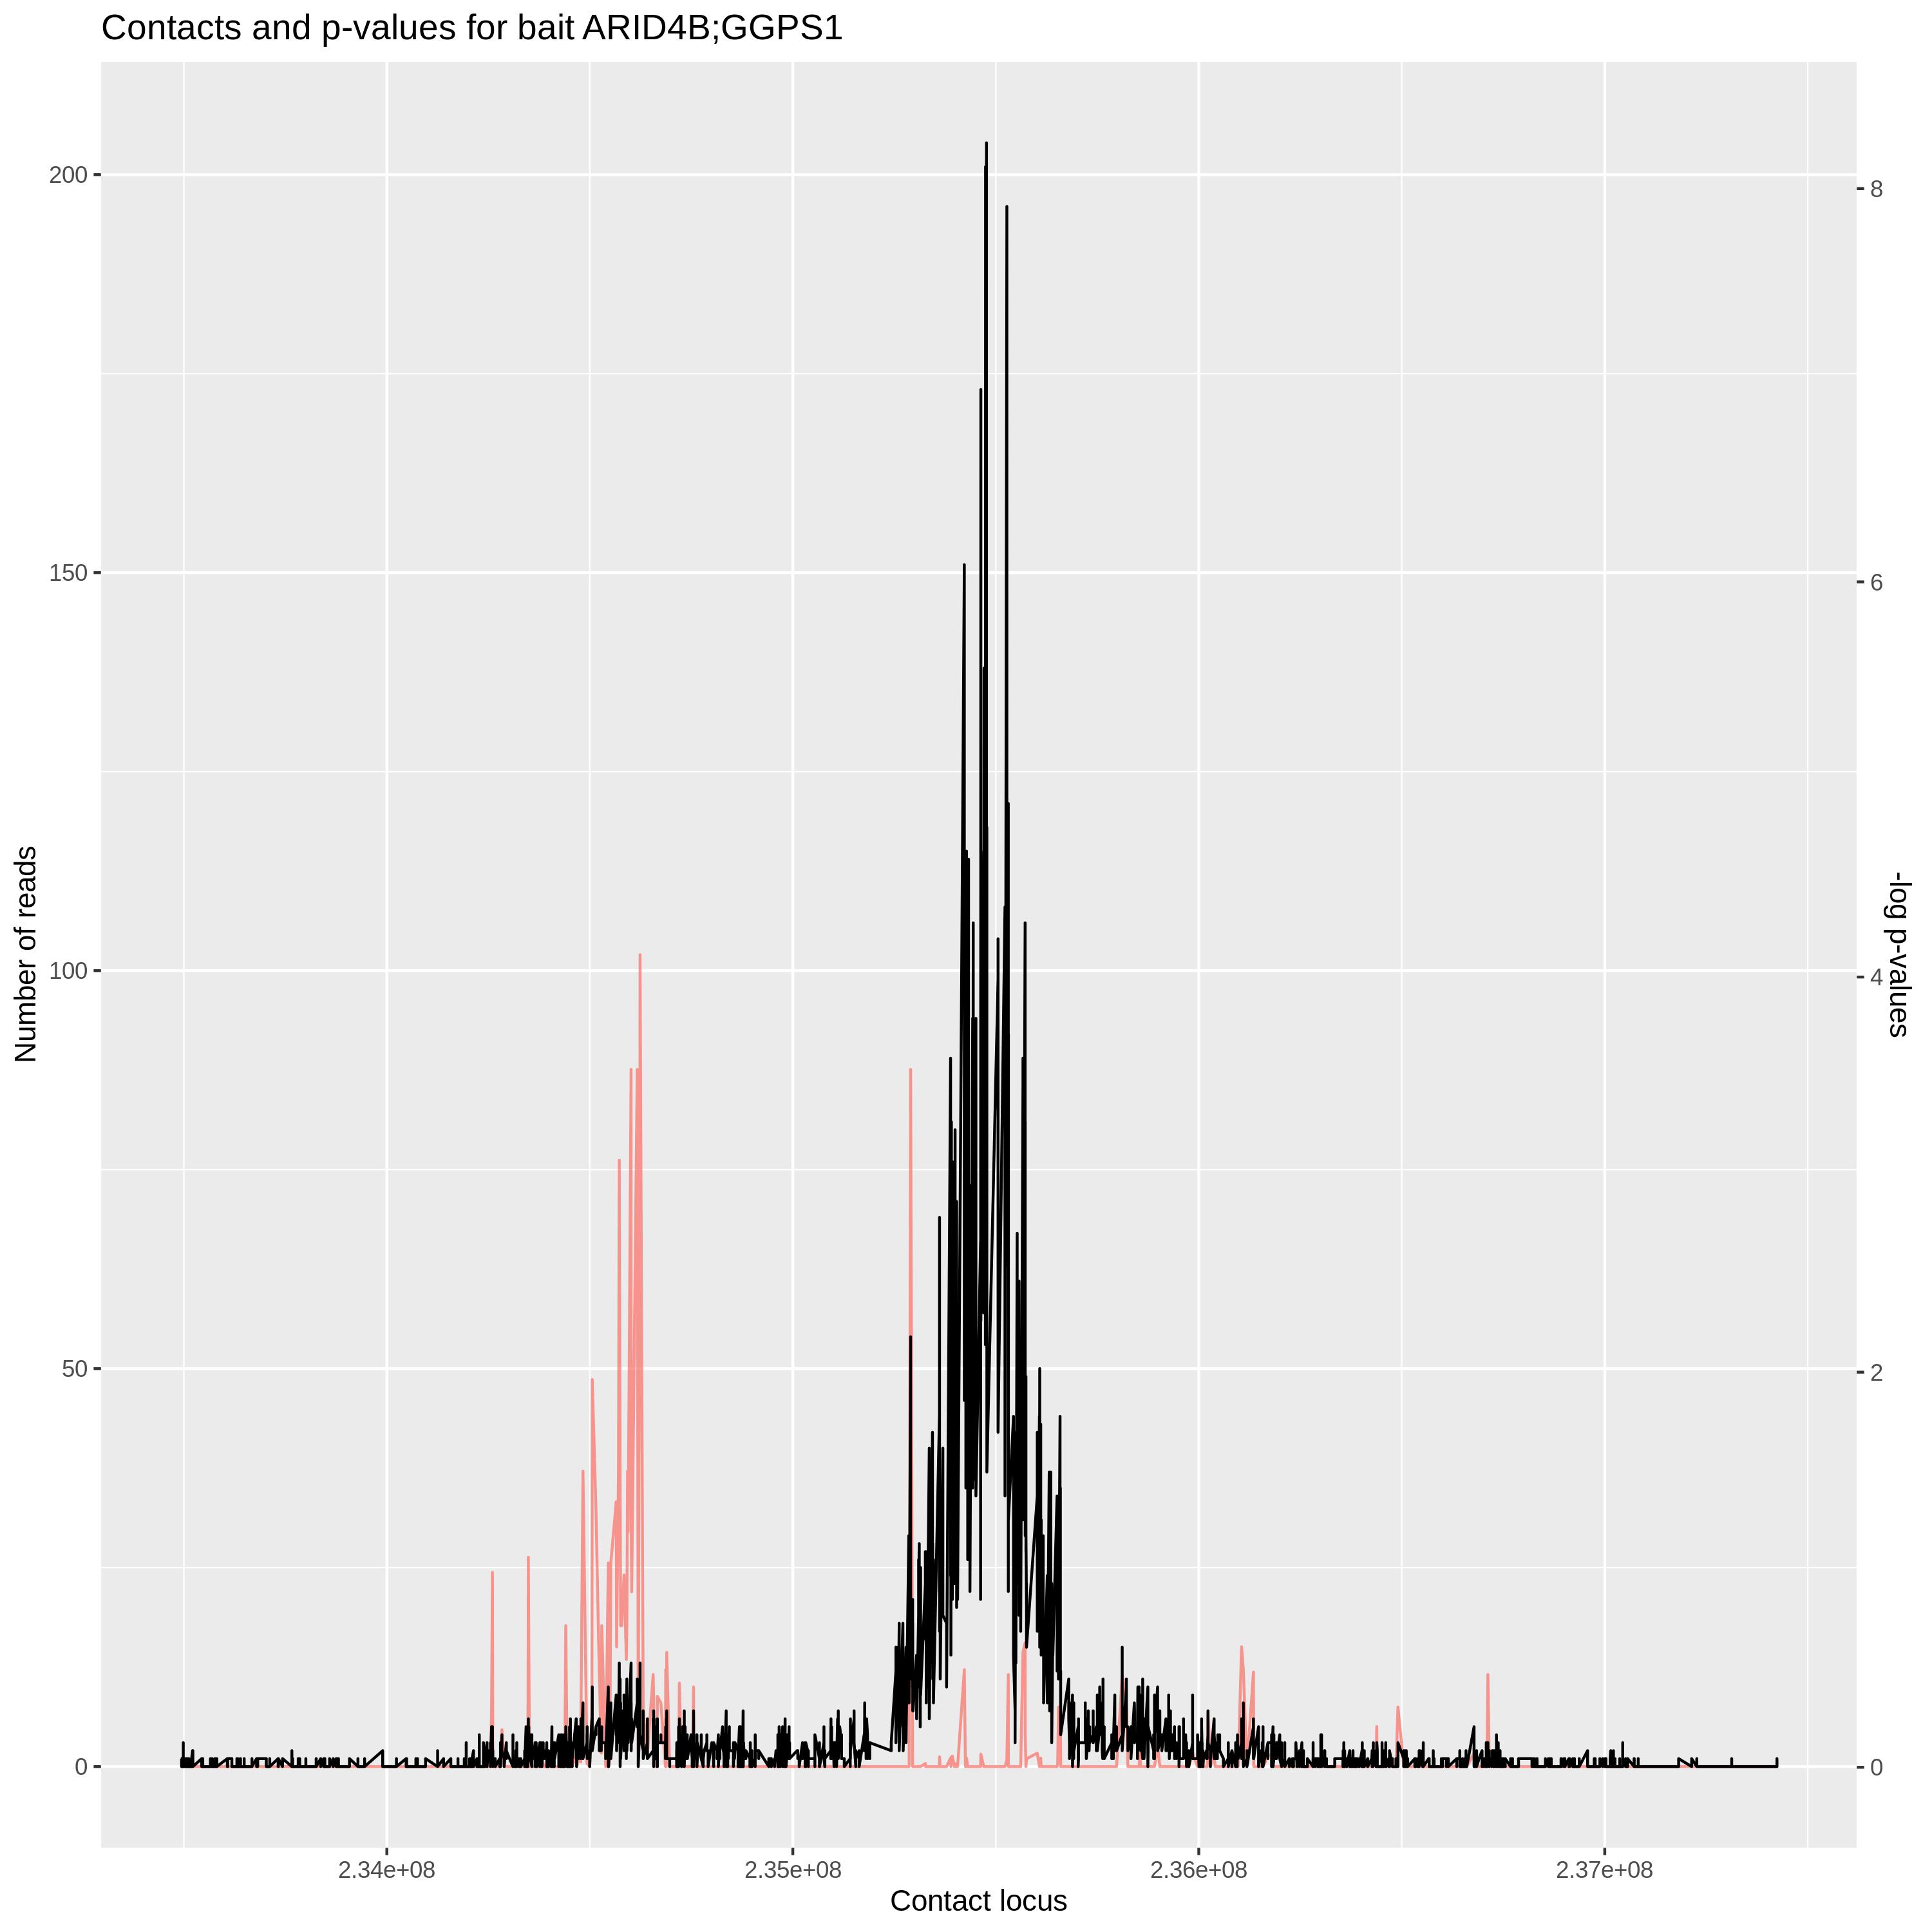 Contacts and p-values for bait ARID4B;GGPS1
200
150
100
50
0
Number of reads
8
6
4
2
0
-log p-values
2.34e+08
2.35e+08
2.36e+08
2.37e+08
Contact locus